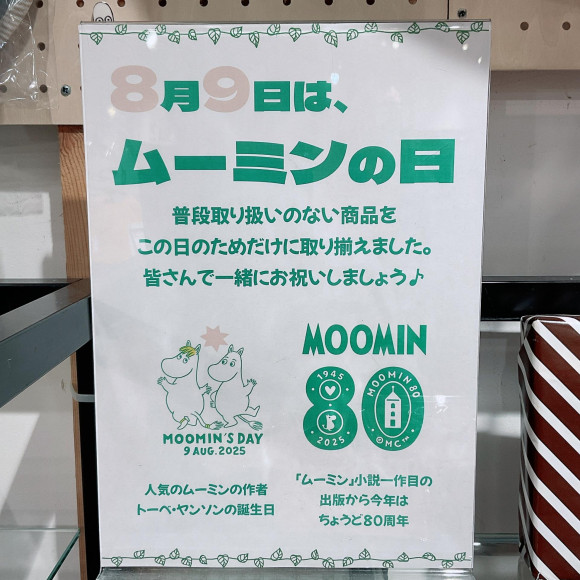 8月9日は、
ムーミンの日
普段取り扱いのない商品を
この日のためだけに取り揃えました。
皆さんで一緒にお祝いしましょう♪
MOOMIN'S DAY
9 AUG. 2025
人気のムーミンの作者
トーベ・ヤンソンの誕生日
MOOMIN
80
1945
2025
MOOMIN 80
©MC™
『ムーミン』小説一作目の
出版から今年は
ちょうど80周年